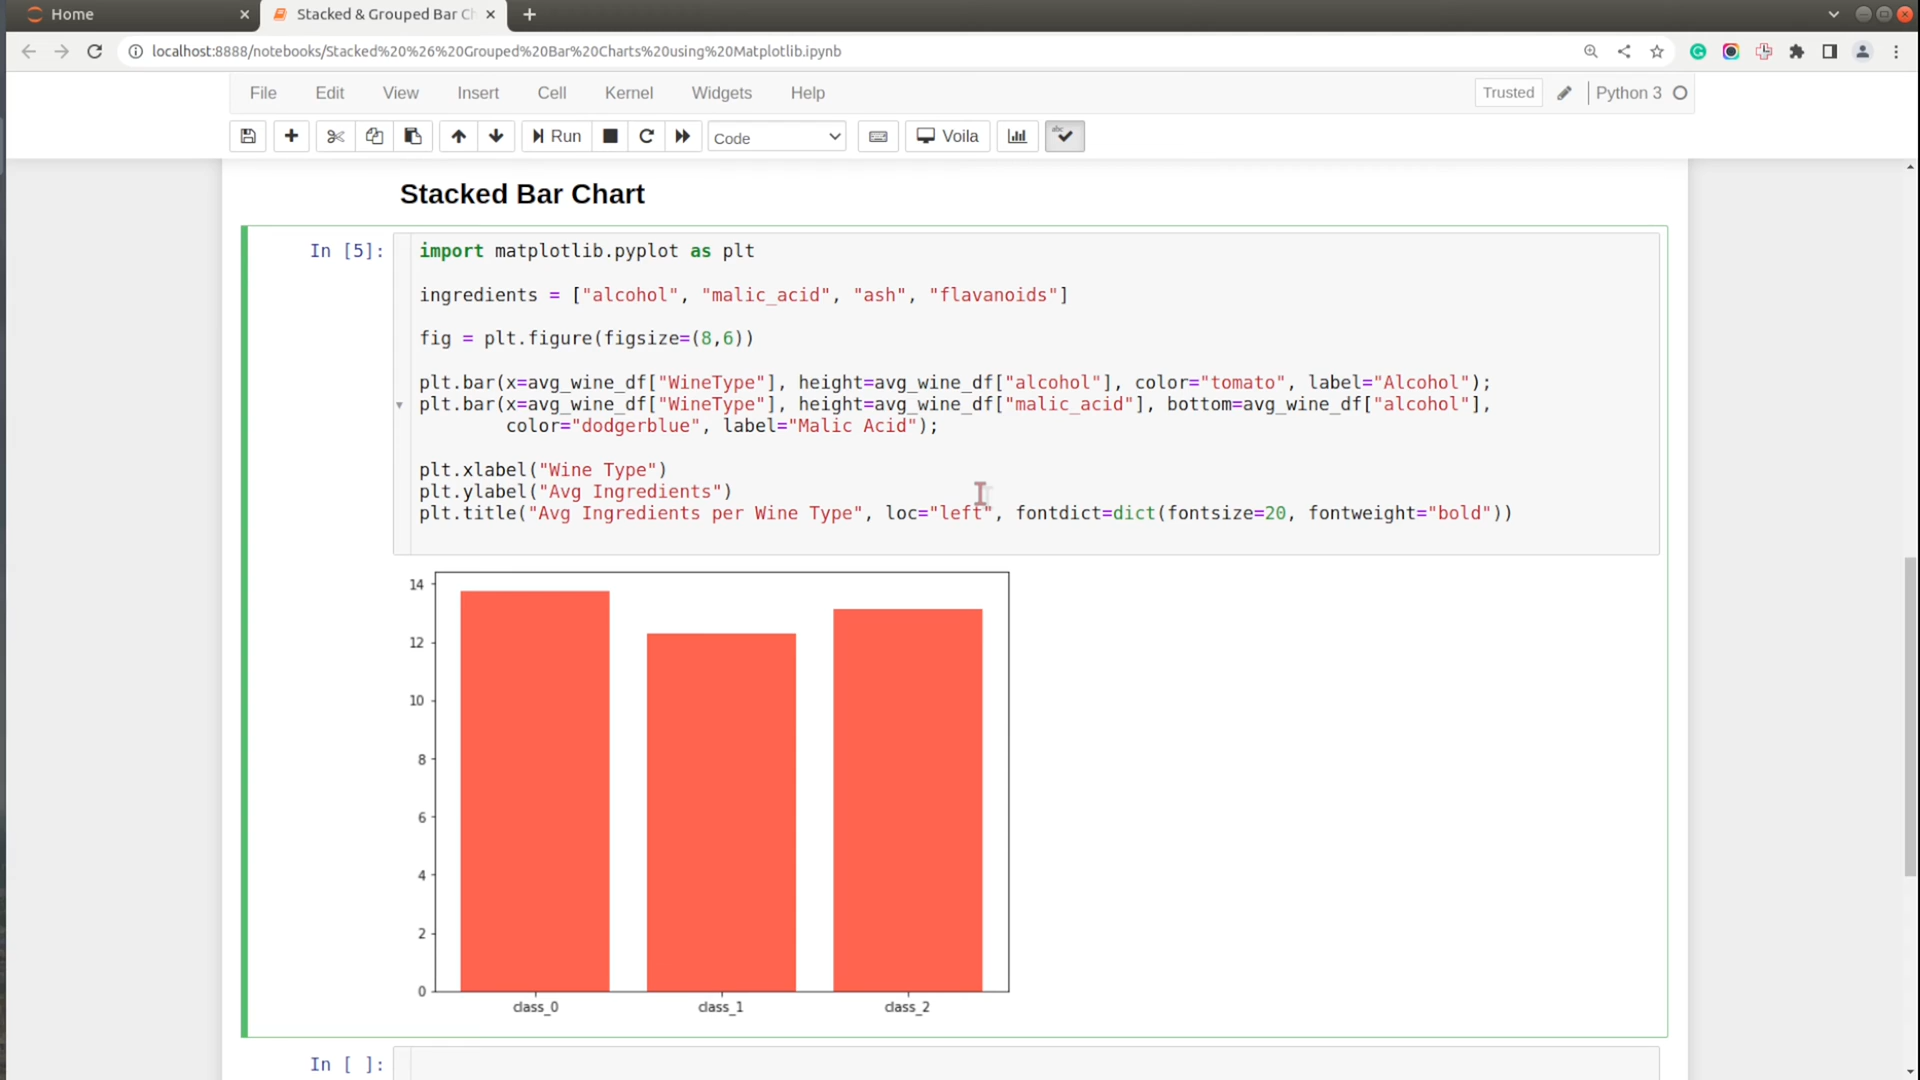 Home
Stacked & Grouped Bar Ch
localhost:8888/notebooks/Stacked%20%26%20Grouped%20Bar%20Charts%20using%20Matplotlib.ipynb
File Edit View Insert Cell Kernel Widgets Help Trusted Python 3
Run Code Voila
Stacked Bar Chart
In [5]:
import matplotlib.pyplot as plt
ingredients = ["alcohol", "malic_acid", "ash", "flavanoids"]
fig = plt.figure(figsize=(8,6))
plt.bar(x=avg_wine_df["WineType"], height=avg_wine_df["alcohol"], color="tomato", label="Alcohol");
plt.bar(x=avg_wine_df["WineType"], height=avg_wine_df["malic_acid"], bottom=avg_wine_df["alcohol"],
color="dodgerblue", label="Malic Acid");
plt.xlabel("Wine Type")
plt.ylabel("Avg Ingredients")
plt.title("Avg Ingredients per Wine Type", loc="left", fontdict=dict(fontsize=20, fontweight="bold"))
14
12
10
8
6
4
2
0
class_0 class_1 class_2
In [ ]: